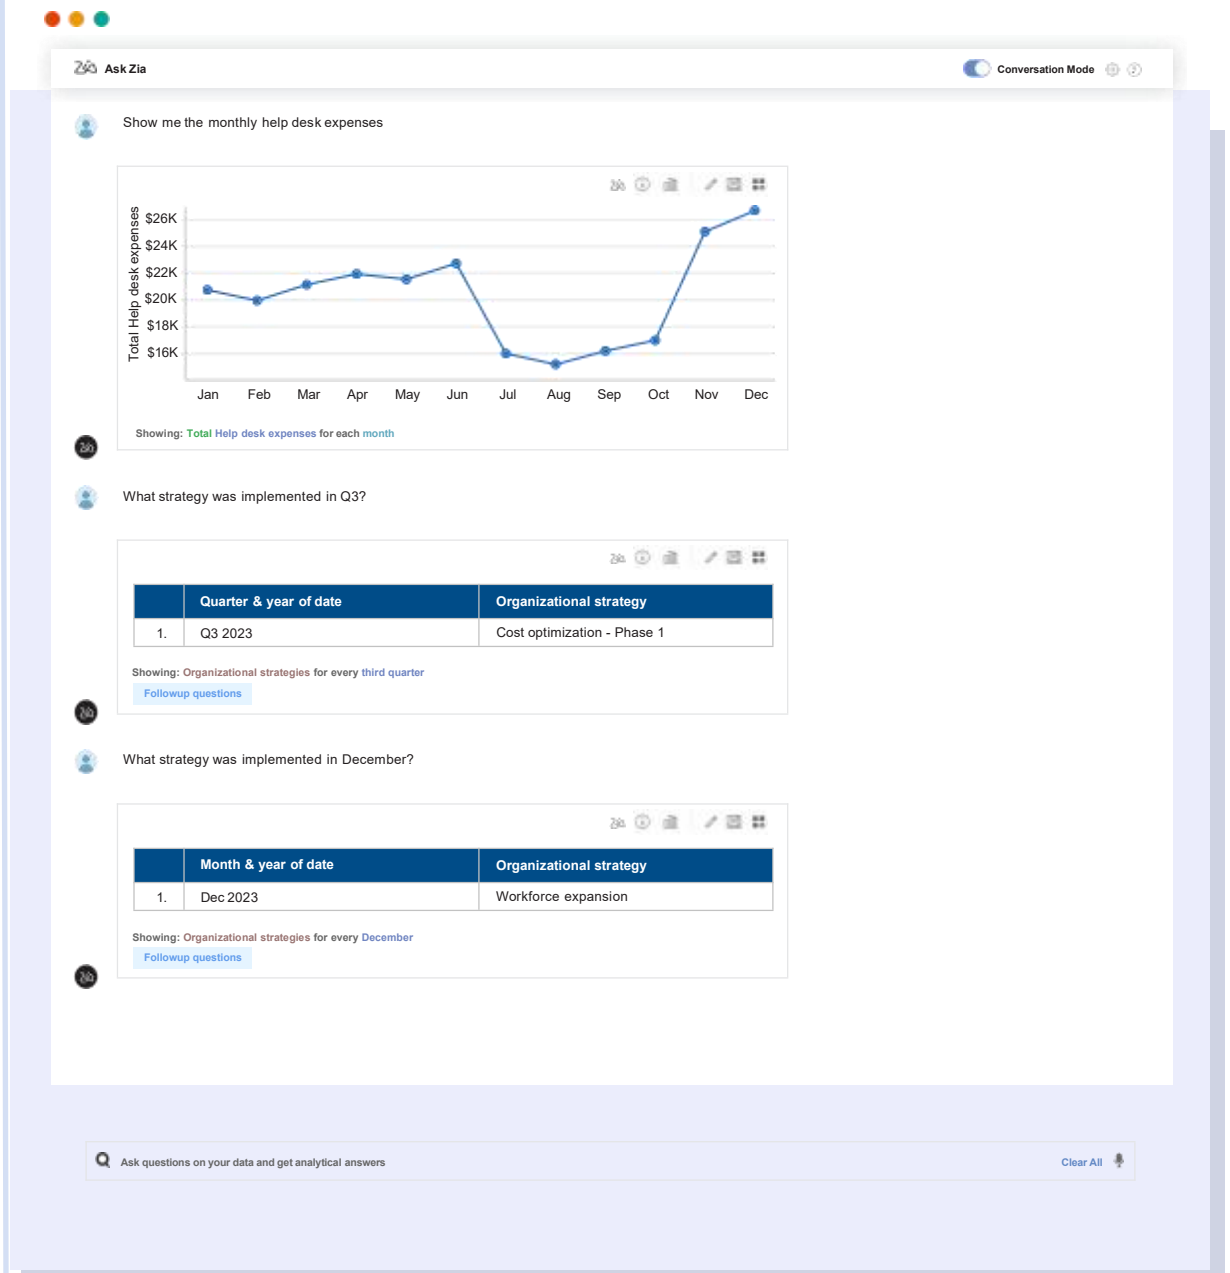 Zia Ask Zia Conversation Mode
Show me the monthly help desk expenses
Total Help desk expenses
$26K
$24K
$22K
$20K
$18K
$16K
Jan Feb Mar Apr May Jun Jul Aug Sep Oct Nov Dec
Showing: Total Help desk expenses for each month
What strategy was implemented in Q3?
Quarter & year of date Organizational strategy
1. Q3 2023 Cost optimization - Phase 1
Showing: Organizational strategies for every third quarter
Followup questions
What strategy was implemented in December?
Month & year of date Organizational strategy
1. Dec 2023 Workforce expansion
Showing: Organizational strategies for every December
Followup questions
Ask questions on your data and get analytical answers Clear All